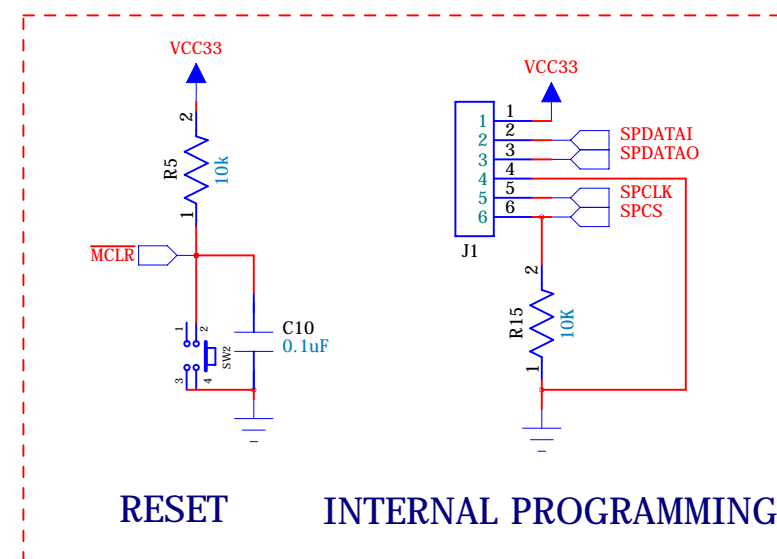 VCC33
2
R5
10k
1
MCLR
1
2
SW2
3
4
C10
0.1uF
RESET
VCC33
1 1
2 2 SPDATAI
3 3 SPDATAO
4 4
5 5 SPCLK
6 6 SPCS
J1
2
R15
10K
1
INTERNAL PROGRAMMING